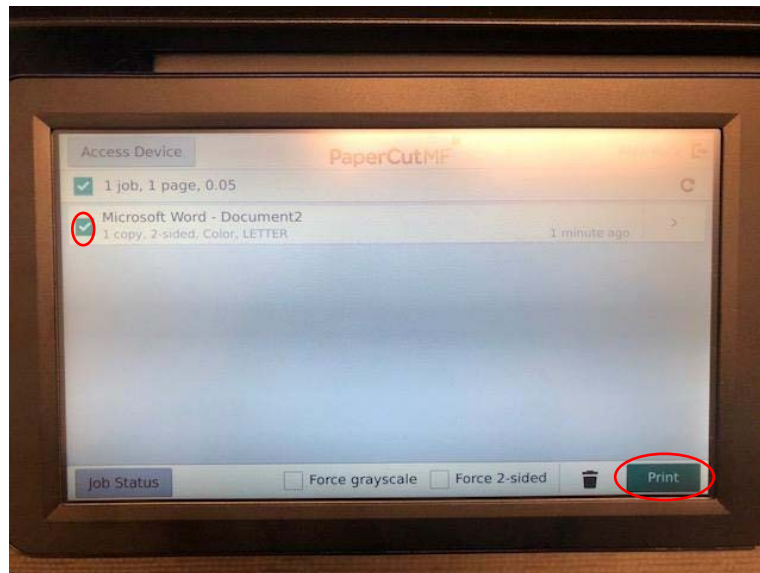 Access Device
PaperCutMF
1 job, 1 page, 0.05
Microsoft Word - Document2
1 copy, 2-sided, Color, LETTER
1 minute ago
Job Status
Force grayscale
Force 2-sided
Print